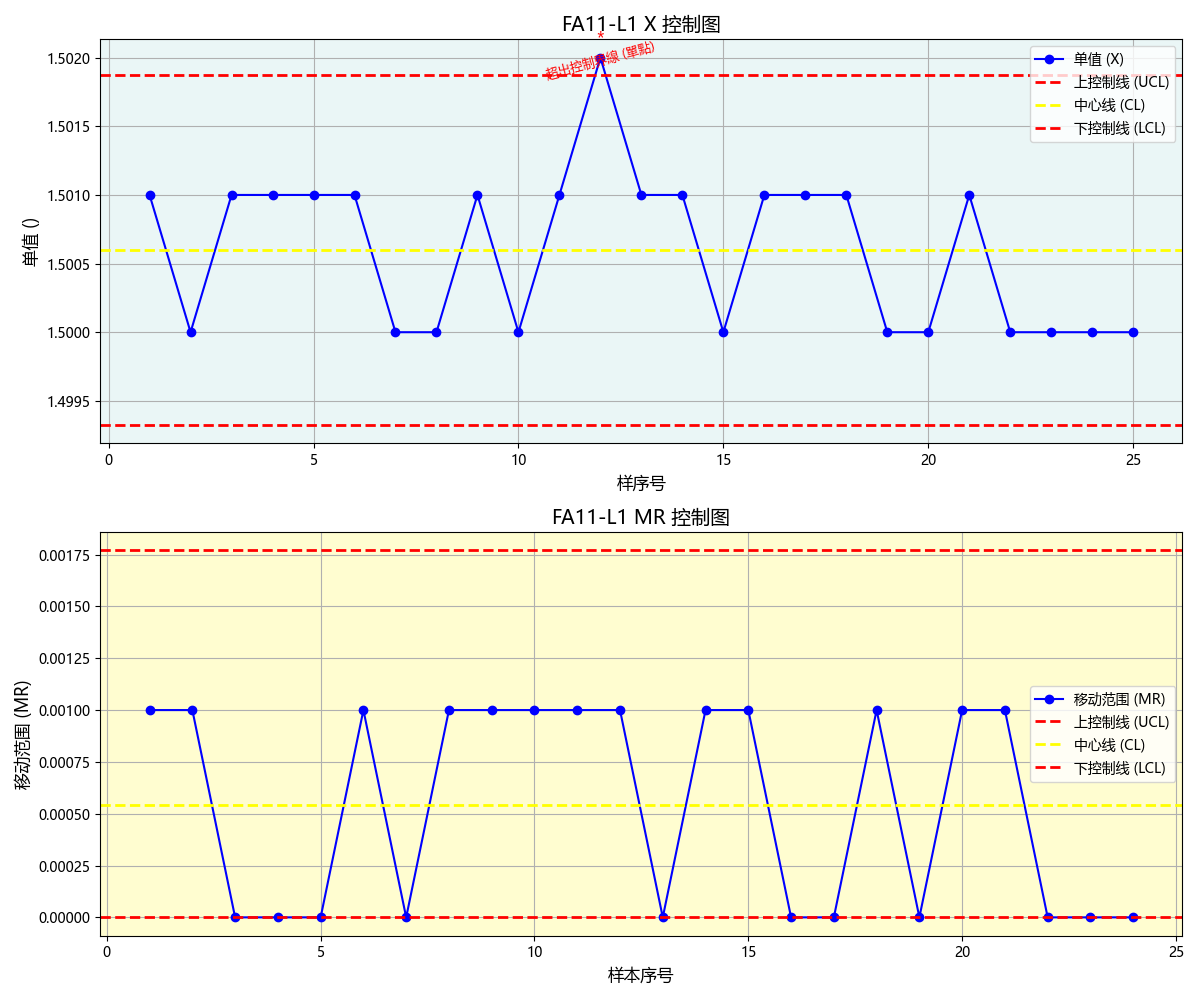 FA11-L1 X 控制图
*
超出控制界線 (單點)
单值 (X)
上控制线 (UCL)
中心线 (CL)
下控制线 (LCL)
单值 ()
1.5020
1.5015
1.5010
1.5005
1.5000
1.4995
0 5 10 15 20 25
样序号
FA11-L1 MR 控制图
移动范围 (MR)
上控制线 (UCL)
中心线 (CL)
下控制线 (LCL)
移动范围 (MR)
0.00175
0.00150
0.00125
0.00100
0.00075
0.00050
0.00025
0.00000
0 5 10 15 20 25
样本序号